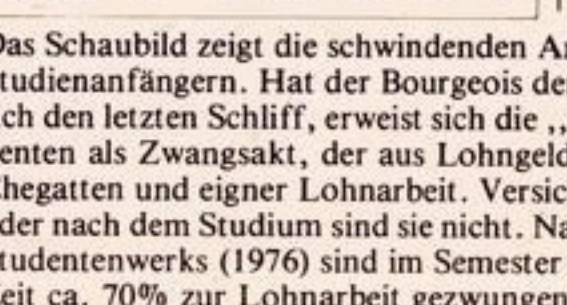 Das Schaubild zeigt die schwindenden A
tudienanfängern. Hat der Bourgeois de
ch den letzten Schliff, erweist sich die ,,
enten als Zwangsakt, der aus Lohngeld
hegatten und eigner Lohnarbeit. Versic
der nach dem Studium sind sie nicht. Na
tudentenwerks (1976) sind im Semester
eit ca. 70% zur Lohnarbeit gezwungen